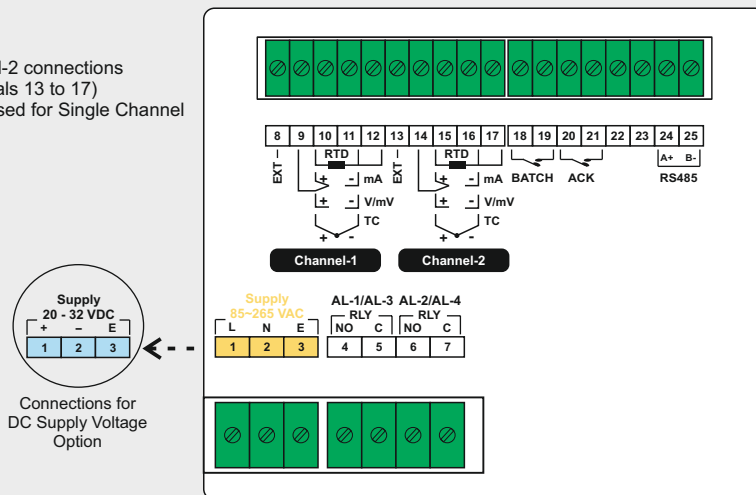 -2 connections
als 13 to 17)
sed for Single Channel
8 9 10 11 12 13 14 15 16 17 18 19 20 21 22 23 24 25
EXT – RTD EXT – RTD A+ B-
BATCH ACK RS485
+ - mA + - mA
+ - V/mV + - V/mV
TC TC
+ - + -
Channel-1 Channel-2
Supply
20 - 32 VDC
+ – E
1 2 3
Connections for
DC Supply Voltage
Option
Supply
85~265 VAC
L N E
1 2 3
AL-1/AL-3 AL-2/AL-4
RLY RLY
NO C NO C
4 5 6 7